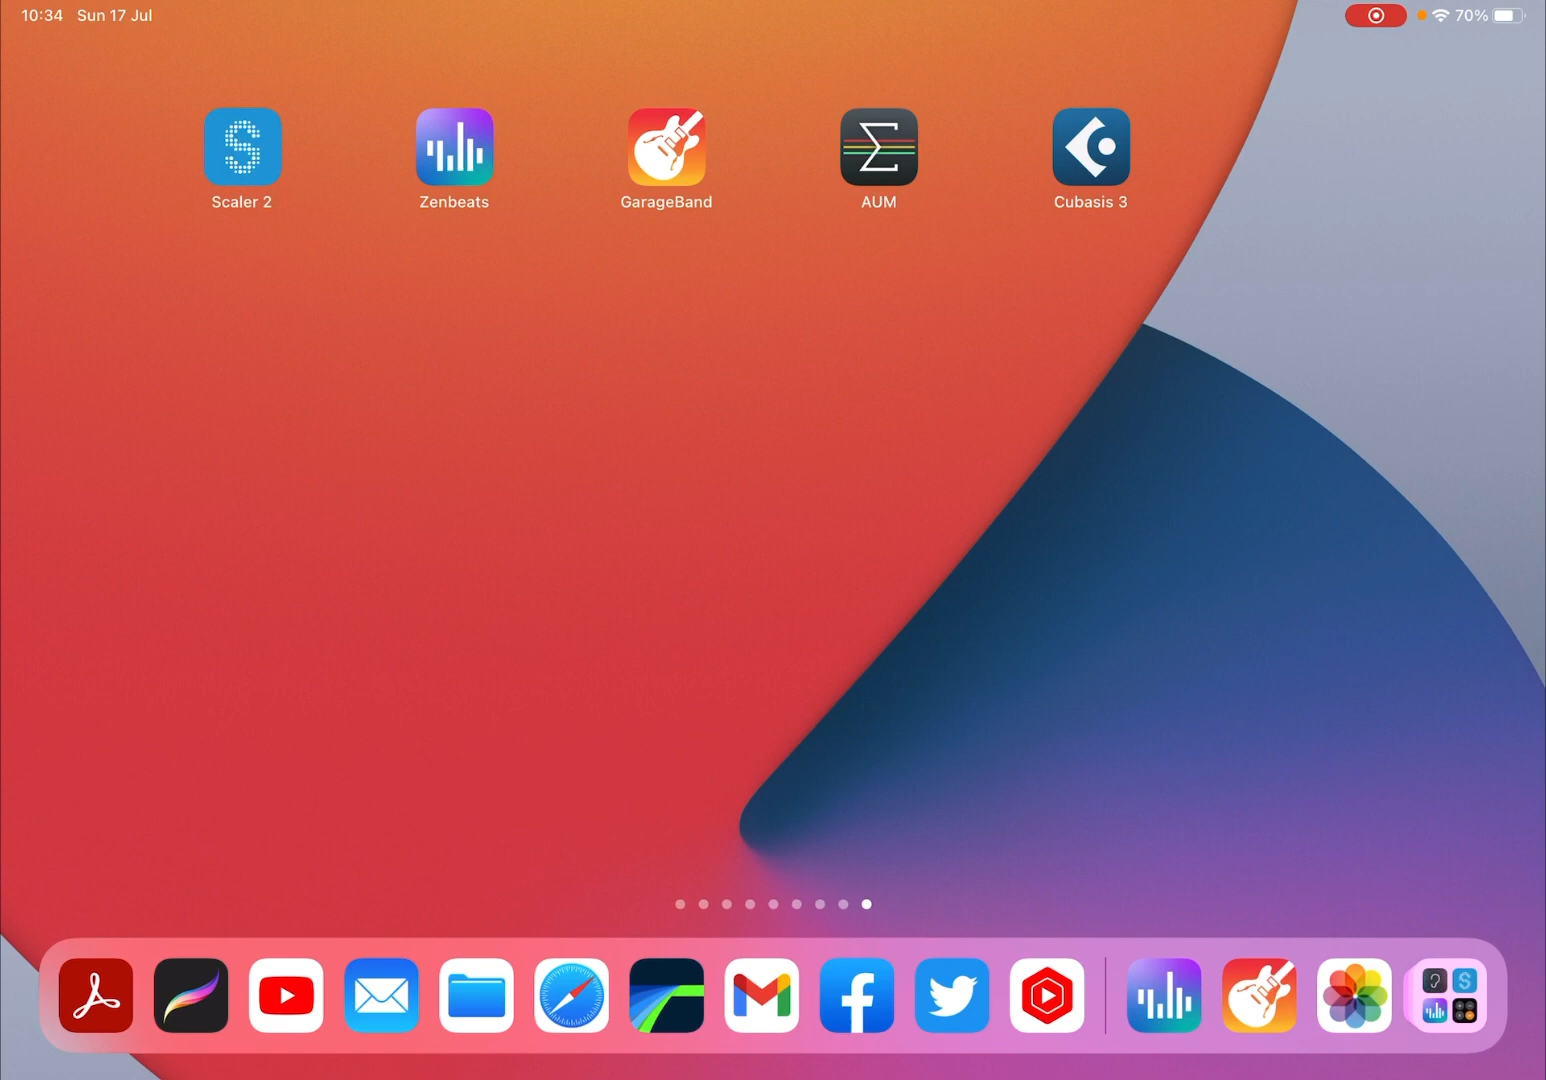 10:34 Sun 17 Jul
70%
Scaler 2
Zenbeats
GarageBand
AUM
Cubasis 3